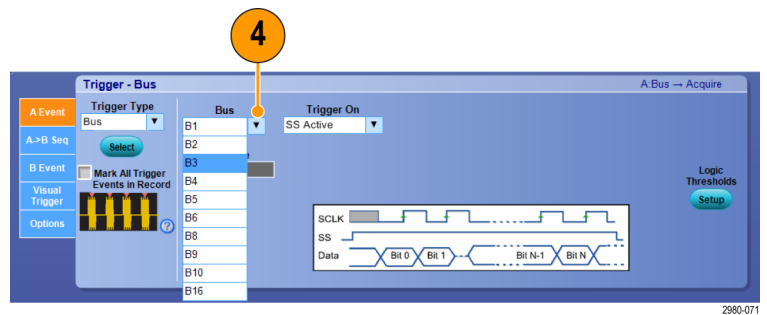 4
Trigger - Bus
A:Bus → Acquire
A Event
A->B Seq
B Event
Visual
Trigger
Options
Trigger Type
Bus
Select
Mark All Trigger
Events in Record
Bus
B1
B2
B3
B4
B5
B6
B8
B9
B10
B16
Trigger On
SS Active
SCLK
SS
Data
Bit 0
Bit 1
Bit N-1
Bit N
Logic
Thresholds
Setup
2980-071